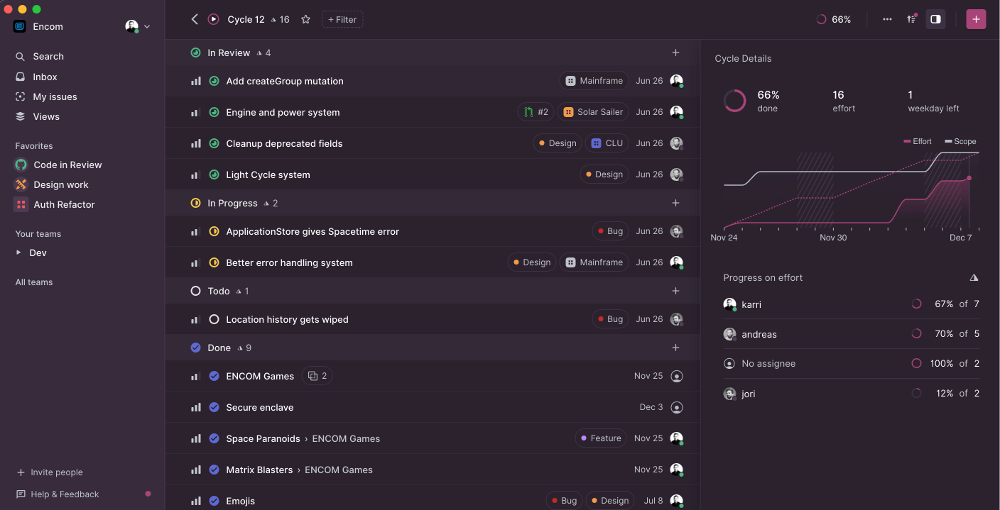 Encom
Search
Inbox
My issues
Views
Favorites
Code in Review
Design work
Auth Refactor
Your teams
Dev
All teams
Invite people
Help & Feedback
Cycle 12 16 + Filter
66%
In Review 4
Add createGroup mutation Mainframe Jun 26
Engine and power system #2 Solar Sailer Jun 26
Cleanup deprecated fields Design CLU Jun 26
Light Cycle system Design Jun 26
In Progress 2
ApplicationStore gives Spacetime error Bug Jun 26
Better error handling system Design Mainframe Jun 26
Todo 1
Location history gets wiped Bug Jun 26
Done 9
ENCOM Games 2 Nov 25
Secure enclave Dec 3
Space Paranoids › ENCOM Games Feature Nov 25
Matrix Blasters › ENCOM Games Nov 25
Emojis Bug Design Jul 8
Cycle Details
66% 16 1
done effort weekday left
Effort Scope
Nov 24 Nov 30 Dec 7
Progress on effort
karri 67% of 7
andreas 70% of 5
No assignee 100% of 2
jori 12% of 2